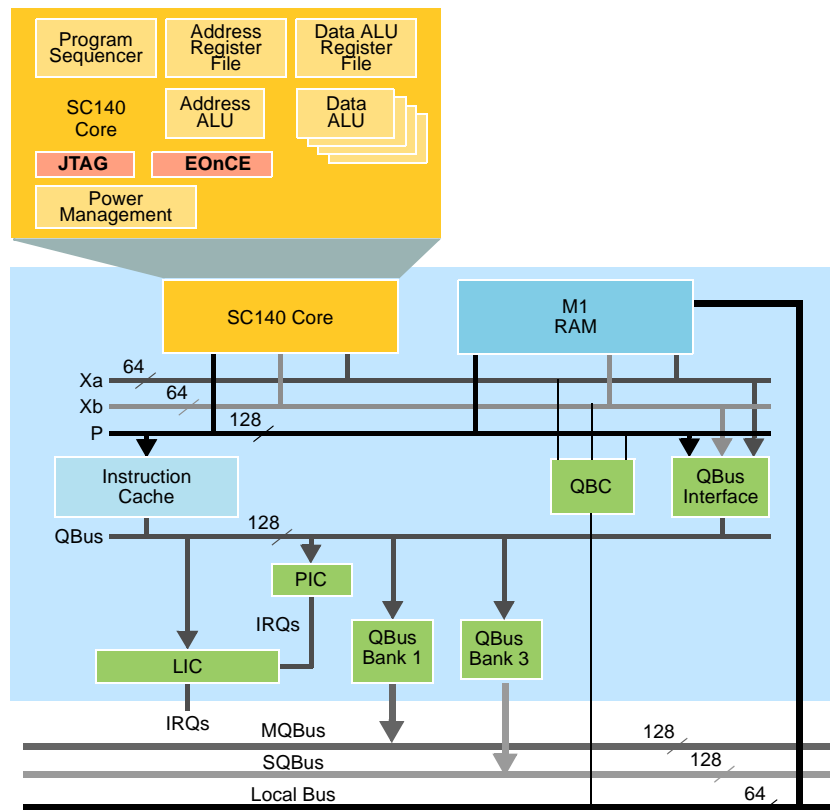 Program
Sequencer
Address
Register
File
Data ALU
Register
File
SC140
Core
Address
ALU
Data
ALU
JTAG
EOnCE
Power
Management
SC140 Core
M1
RAM
Xa
64
Xb
64
P
128
Instruction
Cache
QBC
QBus
Interface
QBus
128
PIC
IRQs
QBus
Bank 1
QBus
Bank 3
LIC
IRQs
MQBus
128
SQBus
128
Local Bus
64